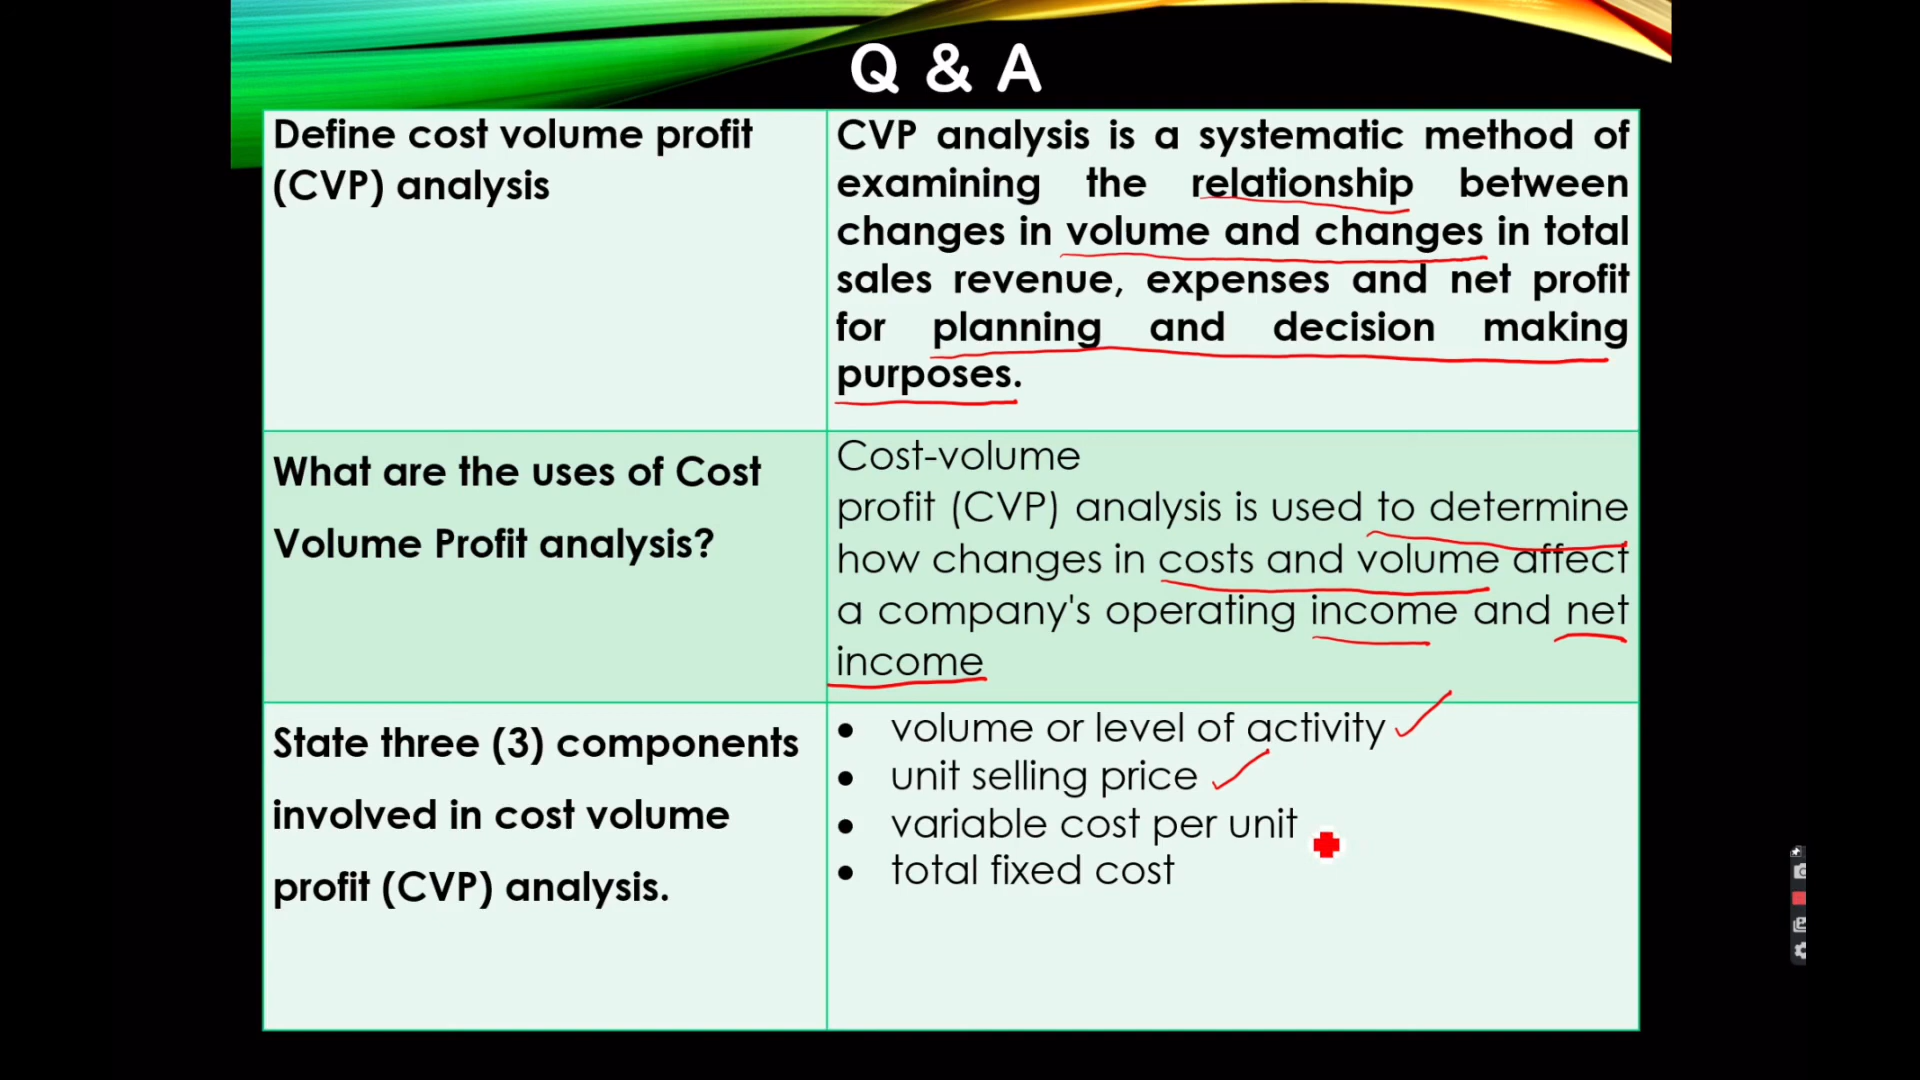 Q & A
Define cost volume profit
(CVP) analysis
CVP analysis is a systematic method of
examining the relationship between
changes in volume and changes in total
sales revenue, expenses and net profit
for planning and decision making
purposes.
What are the uses of Cost
Volume Profit analysis?
Cost-volume
profit (CVP) analysis is used to determine
how changes in costs and volume affect
a company's operating income and net
income
State three (3) components
involved in cost volume
profit (CVP) analysis.
• volume or level of activity
• unit selling price
• variable cost per unit
• total fixed cost